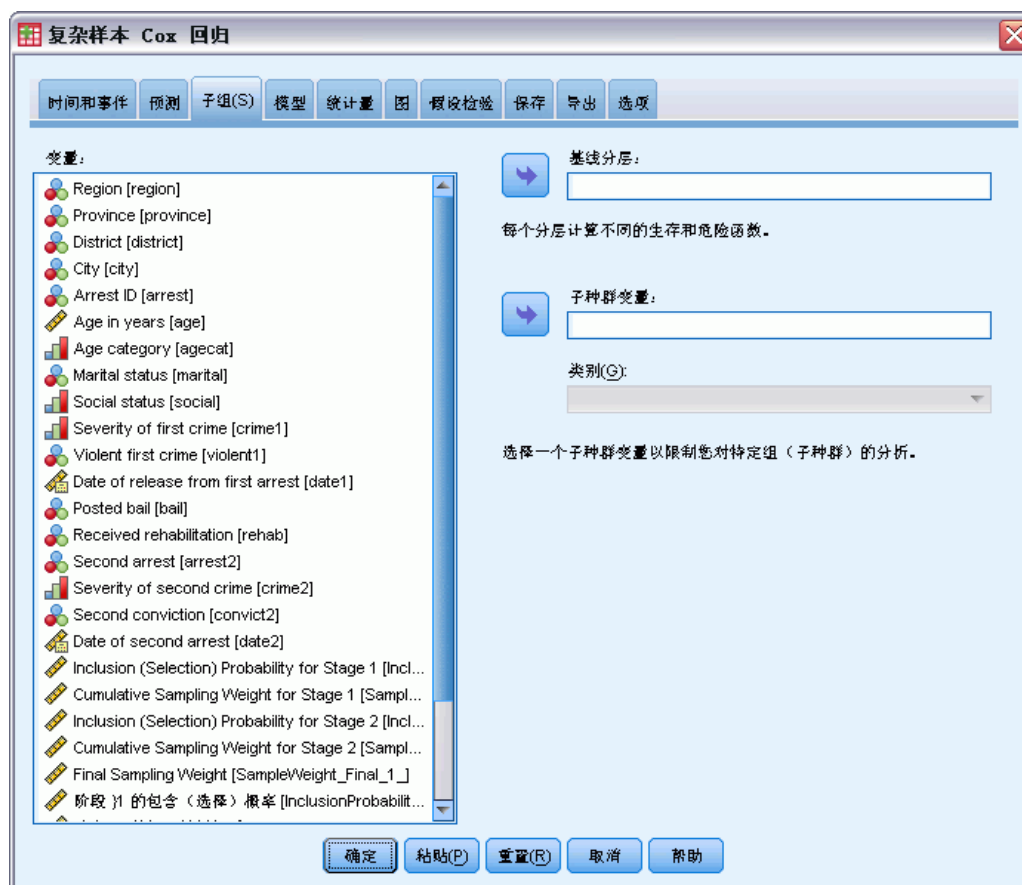 复杂样本 Cox 回归
时间和事件 预测 子组(S) 模型 统计量 图 假设检验 保存 导出 选项
变量:
Region [region]
Province [province]
District [district]
City [city]
Arrest ID [arrest]
Age in years [age]
Age category [agecat]
Marital status [marital]
Social status [social]
Severity of first crime [crime1]
Violent first crime [violent1]
Date of release from first arrest [date1]
Posted bail [bail]
Received rehabilitation [rehab]
Second arrest [arrest2]
Severity of second crime [crime2]
Second conviction [convict2]
Date of second arrest [date2]
Inclusion (Selection) Probability for Stage 1 [Incl...
Cumulative Sampling Weight for Stage 1 [Sampl...
Inclusion (Selection) Probability for Stage 2 [Incl...
Cumulative Sampling Weight for Stage 2 [Sampl...
Final Sampling Weight [SampleWeight_Final_1_]
阶段 }1 的包含（选择）概率 [InclusionProbabilit...
基线分层:
每个分层计算不同的生存和危险函数。
子种群变量:
类别(G):
选择一个子种群变量以限制您对特定组（子种群）的分析。
确定 粘贴(P) 重置(R) 取消 帮助